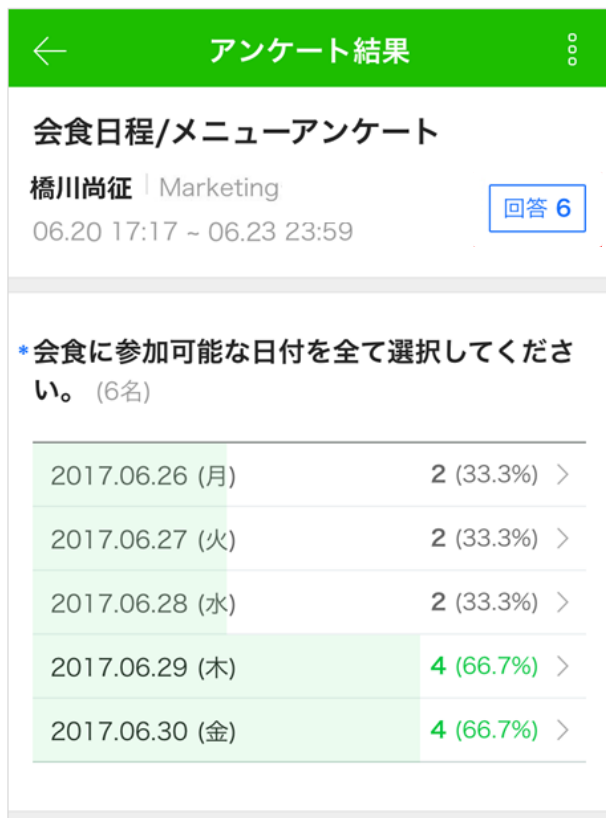 アンケート結果
会食日程/メニューアンケート
橋川尚征 Marketing
06.20 17:17 ~ 06.23 23:59
回答 6
*会食に参加可能な日付を全て選択してくださ
い。 (6名)
2017.06.26 (月) 2 (33.3%)
2017.06.27 (火) 2 (33.3%)
2017.06.28 (水) 2 (33.3%)
2017.06.29 (木) 4 (66.7%)
2017.06.30 (金) 4 (66.7%)